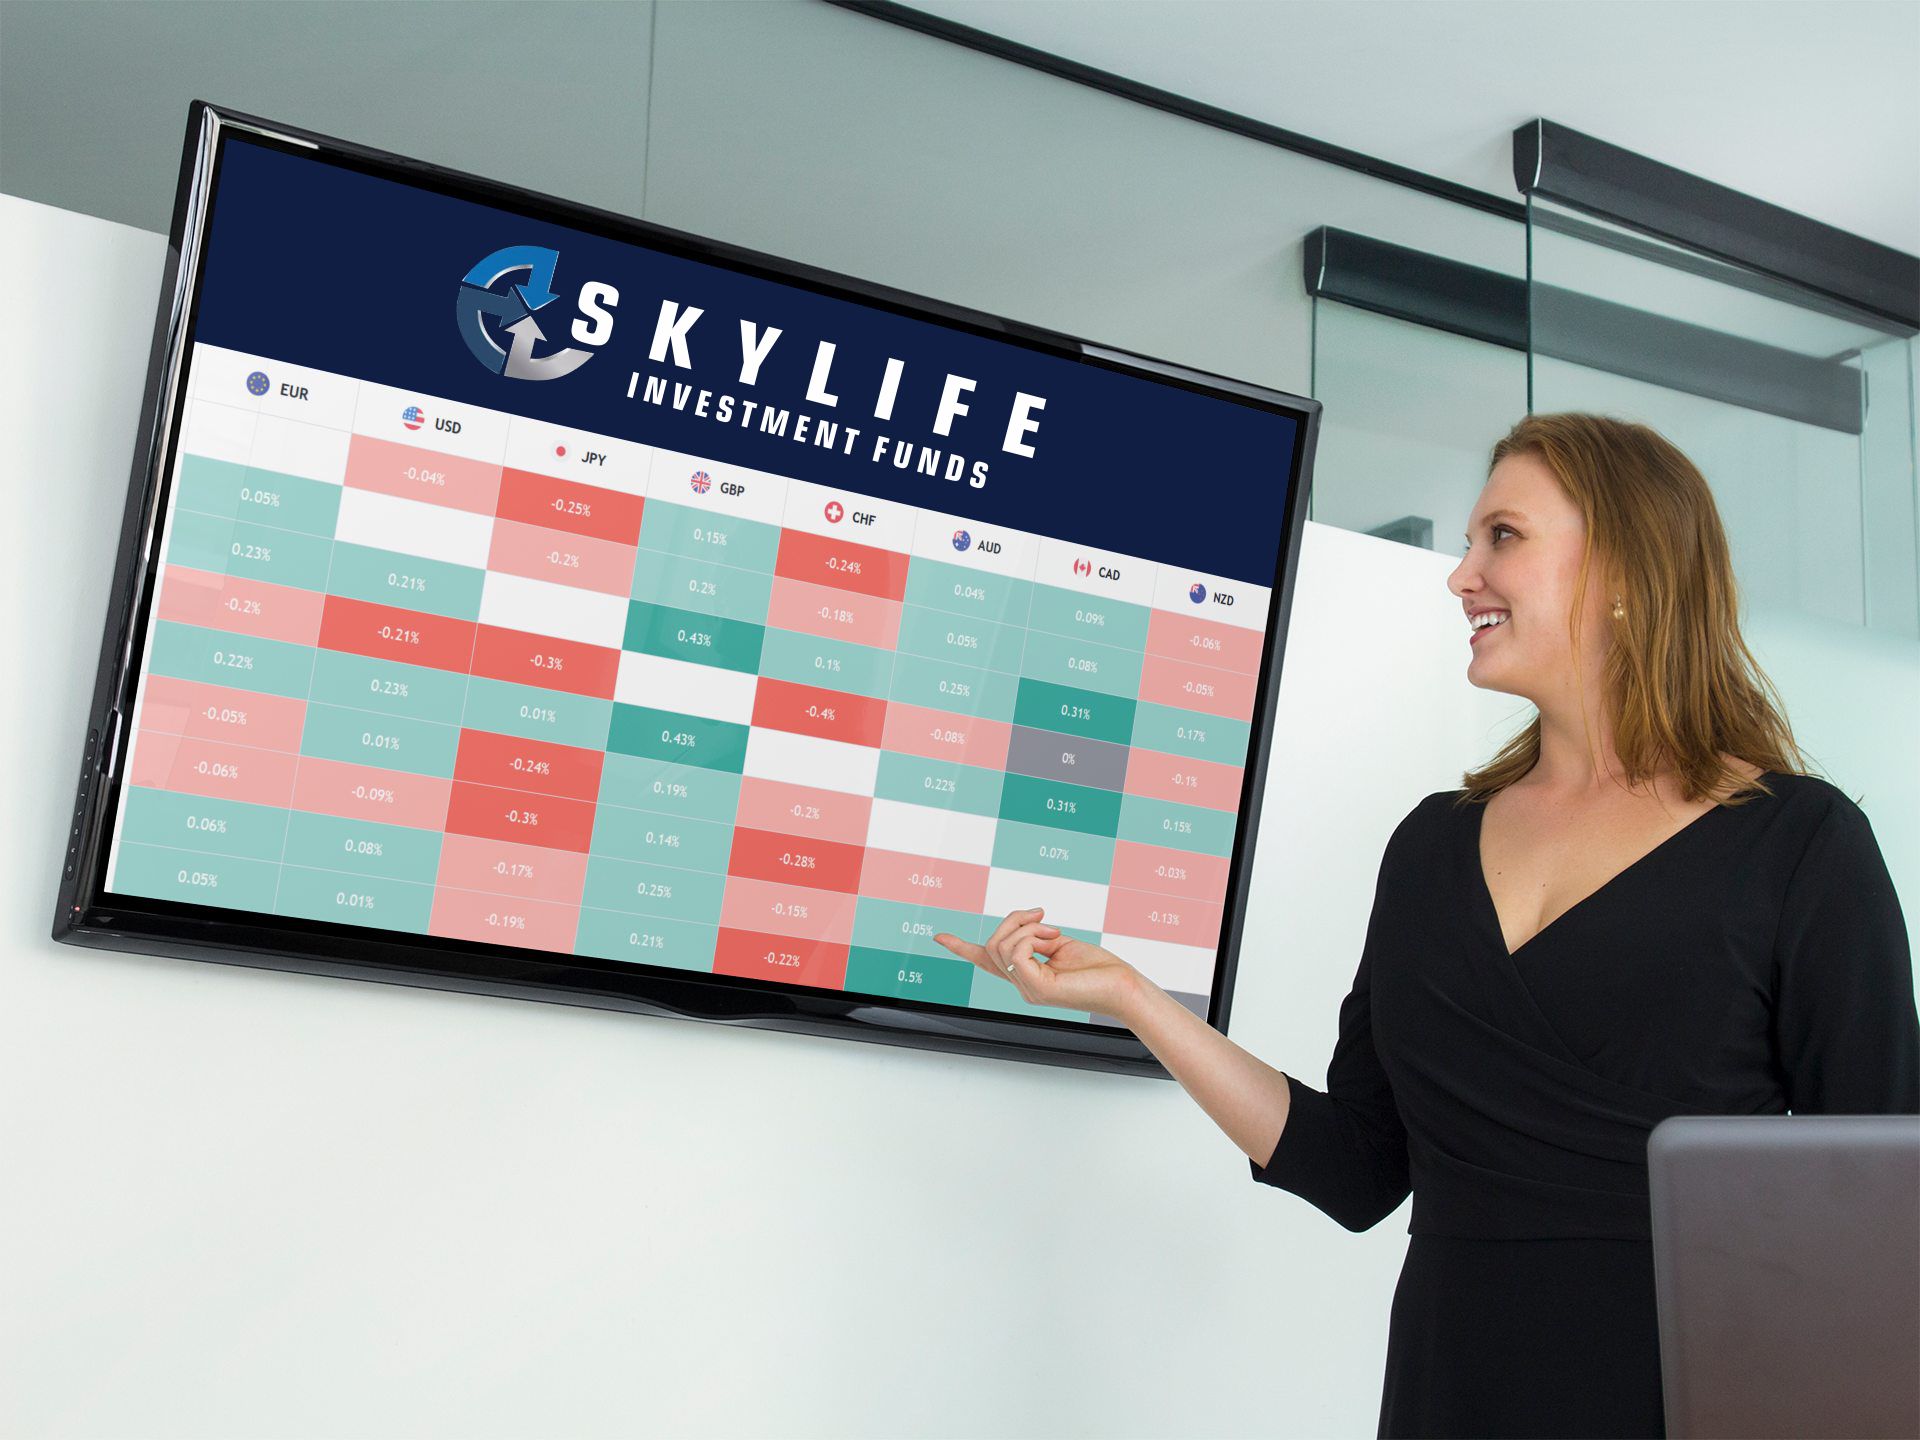 SKYLIFE
INVESTMENT FUNDS
EUR USD JPY GBP CHF AUD CAD NZD
-0.04% -0.25% 0.15% -0.24% 0.04% 0.09% -0.06%
0.05% -0.2% 0.2% -0.18% 0.05% 0.08% -0.05%
0.23% 0.21% 0.43% 0.1% 0.25% 0.31% 0.17%
-0.2% -0.21% -0.3% -0.4% -0.08% 0% -0.1%
0.22% 0.23% 0.01% 0.43% 0.22% 0.31% 0.15%
-0.05% 0.01% -0.24% 0.19% -0.2% 0.07% -0.03%
-0.06% -0.09% -0.3% 0.14% -0.28% -0.06% -0.13%
0.06% 0.08% -0.17% 0.25% -0.15% 0.05%
0.05% 0.01% -0.19% 0.21% -0.22% 0.5%